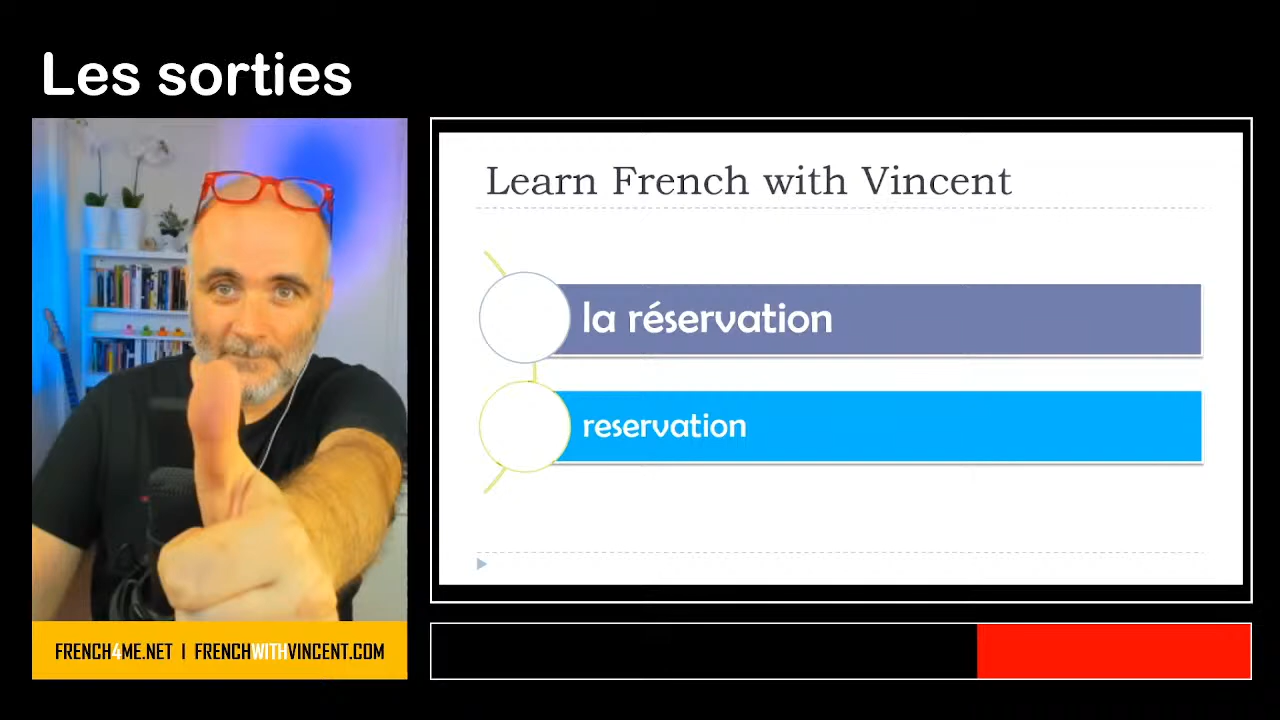 Les sorties
Learn French with Vincent
la réservation
reservation
FRENCH4ME.NET | FRENCHWITHVINCENT.COM